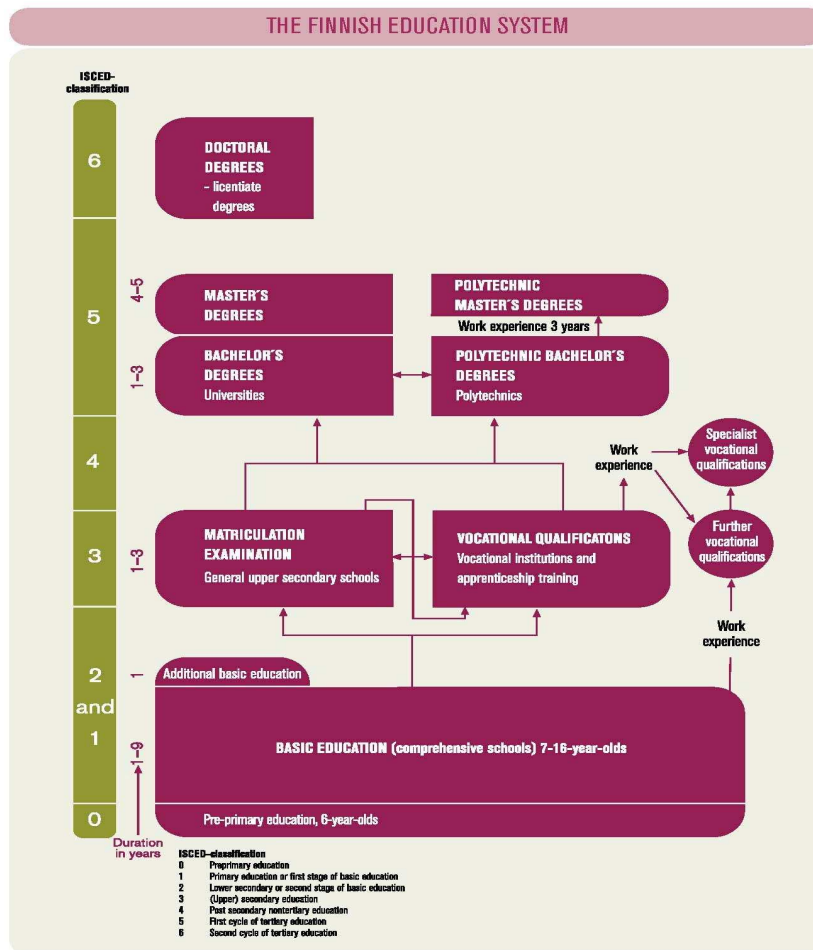 THE FINNISH EDUCATION SYSTEM
ISCED-
classification
6
DOCTORAL
DEGREES
– licentiate
degrees
5
4–5
MASTER´S
DEGREES
POLYTECHNIC
MASTER´S DEGREES
Work experience 3 years
1–3
BACHELOR´S
DEGREES
Universities
POLYTECHNIC BACHELOR´S
DEGREES
Polytechnics
4
Work
experience
Specialist
vocational
qualifications
3
1–3
MATRICULATION
EXAMINATION
General upper secondary schools
VOCATIONAL QUALIFICATONS
Vocational institutions and
apprenticeship training
Further
vocational
qualifications
Work
experience
2
and
1
1
Additional basic education
1–9
BASIC EDUCATION (comprehensive schools) 7-16-year-olds
0
Pre-primary education, 6-year-olds
Duration
in years
ISCED–classification
0 Preprimary education
1 Primary education or first stage of basic education
2 Lower secondary or second stage of basic education
3 (Upper) secondary education
4 Post secondary nontertiary education
5 First cycle of tertiary education
6 Second cycle of tertiary education